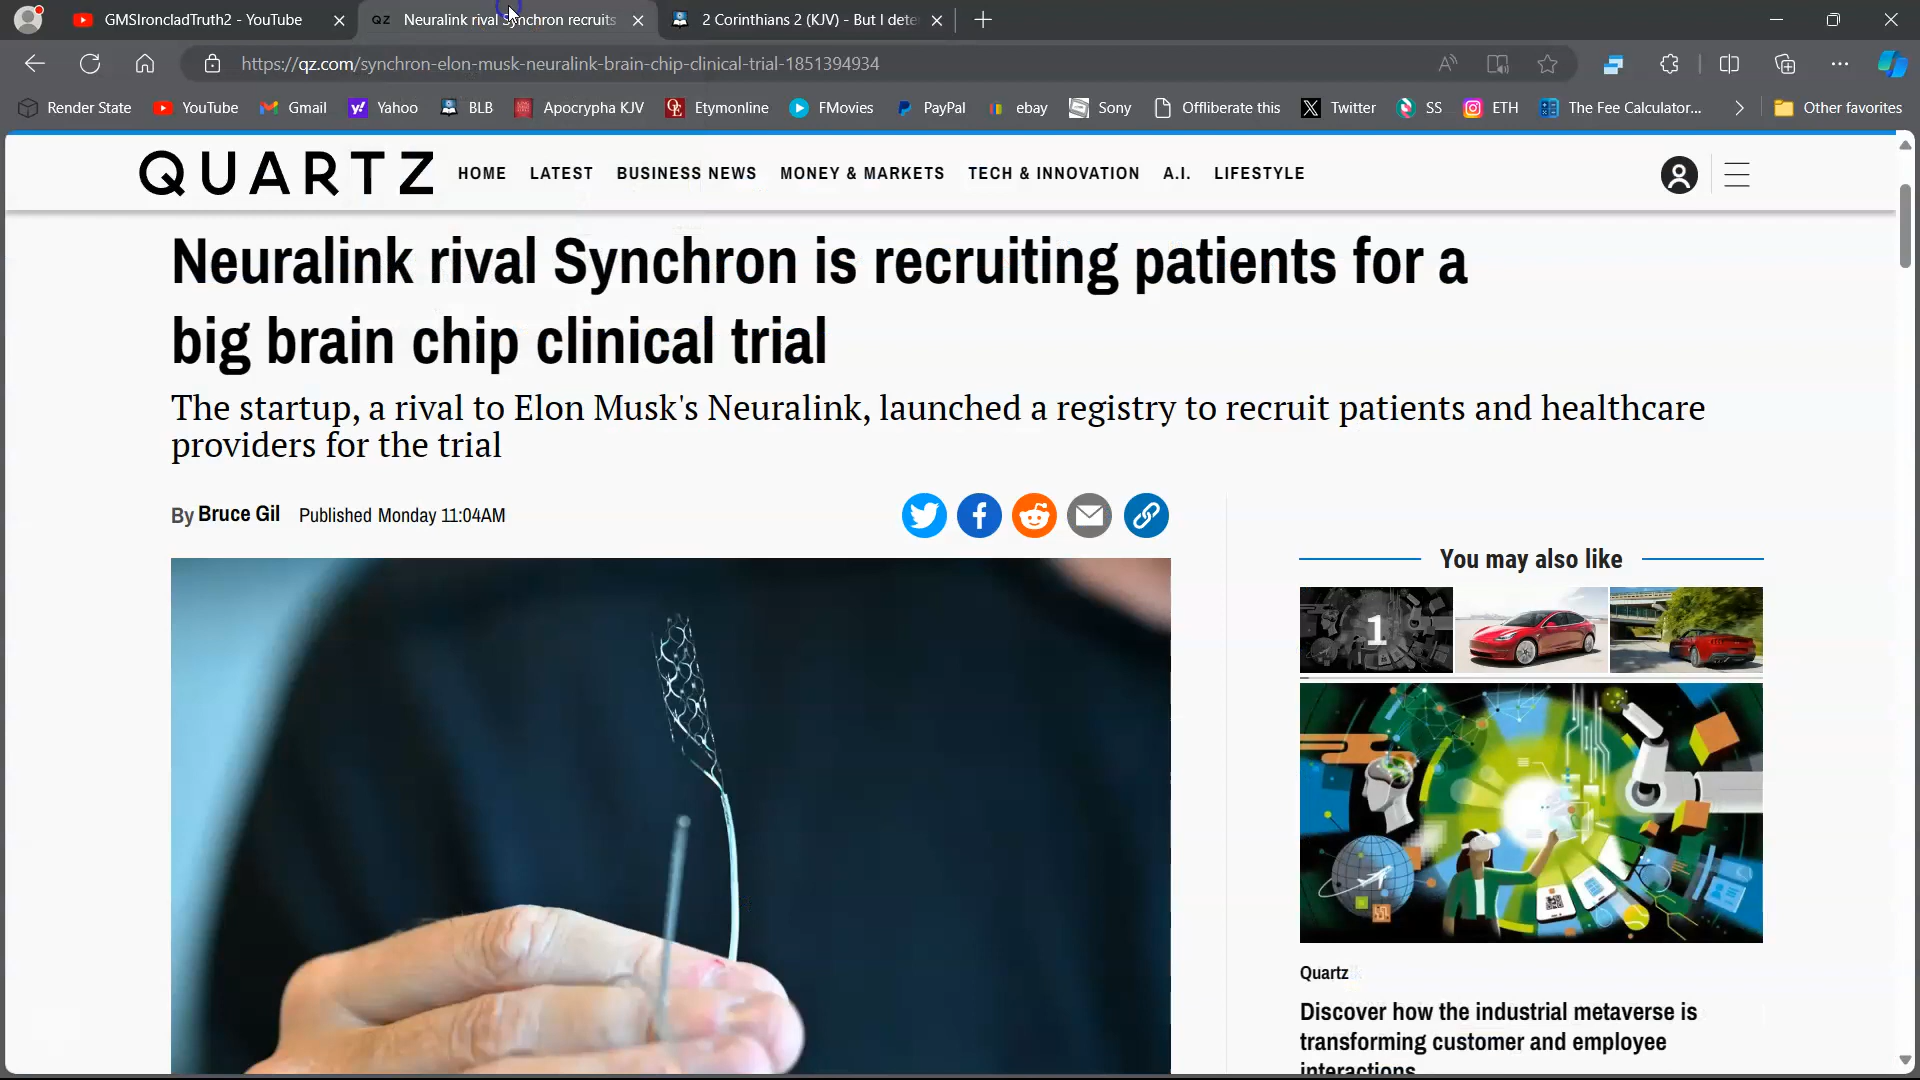 GMSIroncladTruth2 - YouTube
QZ Neuralink rival Synchron recruits
2 Corinthians 2 (KJV) - But I dete
https://qz.com/synchron-elon-musk-neuralink-brain-chip-clinical-trial-1851394934
Render State YouTube Gmail Yahoo BLB Apocrypha KJV Etymonline FMovies PayPal ebay Sony Offliberate this Twitter SS ETH The Fee Calculator... Other favorites
QUARTZ HOME LATEST BUSINESS NEWS MONEY & MARKETS TECH & INNOVATION A.I. LIFESTYLE
Neuralink rival Synchron is recruiting patients for a
big brain chip clinical trial
The startup, a rival to Elon Musk's Neuralink, launched a registry to recruit patients and healthcare
providers for the trial
By Bruce Gil Published Monday 11:04AM
You may also like
1
Quartz
Discover how the industrial metaverse is
transforming customer and employee
interactions